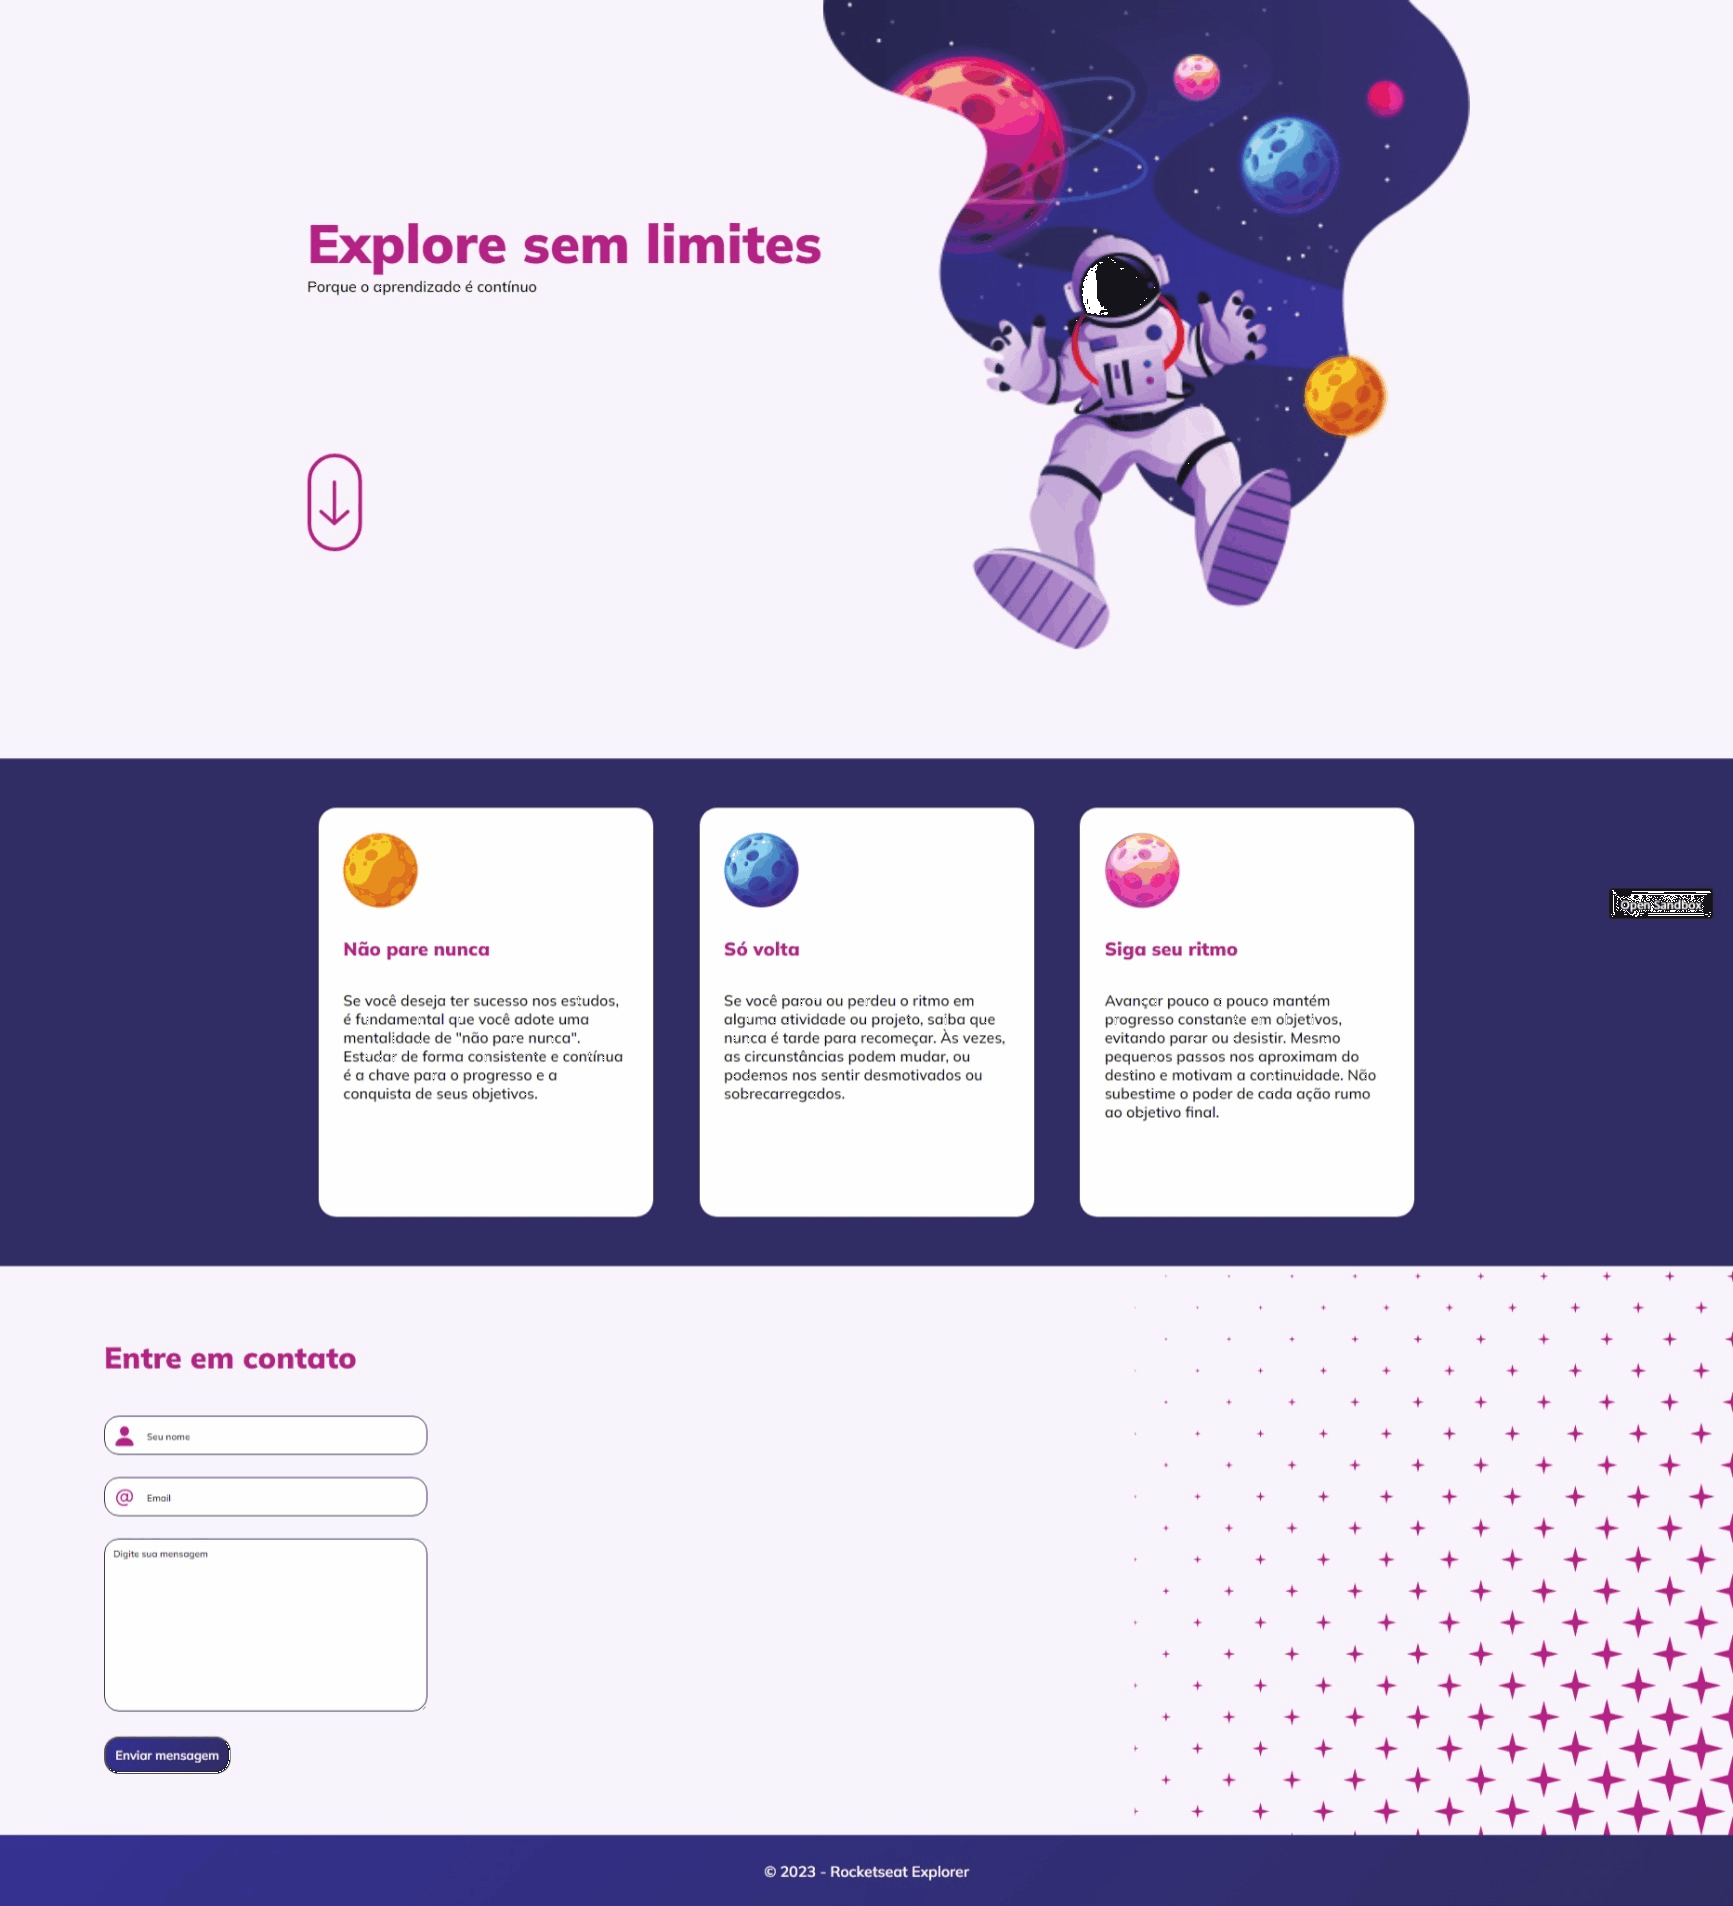 Explore sem limites
Porque o aprendizado é contínuo
Não pare nunca
Se você deseja ter sucesso nos estudos,
é fundamental que você adote uma
mentalidade de "não pare nunca".
Estudar de forma consistente e contínua
é a chave para o progresso e a
conquista de seus objetivos.
Só volta
Se você parou ou perdeu o ritmo em
alguma atividade ou projeto, saiba que
nunca é tarde para recomeçar. Às vezes,
as circunstâncias podem mudar, ou
podemos nos sentir desmotivados ou
sobrecarregados.
Siga seu ritmo
Avançar pouco a pouco mantém
progresso constante em objetivos,
evitando parar ou desistir. Mesmo
pequenos passos nos aproximam do
destino e motivam a continuidade. Não
subestime o poder de cada ação rumo
ao objetivo final.
Open Sandbox
Entre em contato
Seu nome
@ Email
Digite sua mensagem
Enviar mensagem
© 2023 - Rocketseat Explorer